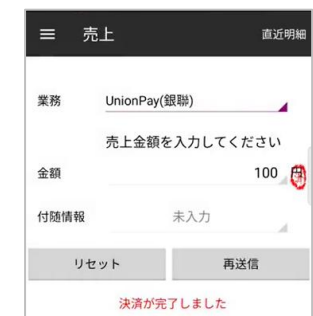 売上 直近明細
業務 UnionPay(銀聯)
売上金額を入力してください
金額 100 円
付随情報 未入力
リセット 再送信
決済が完了しました